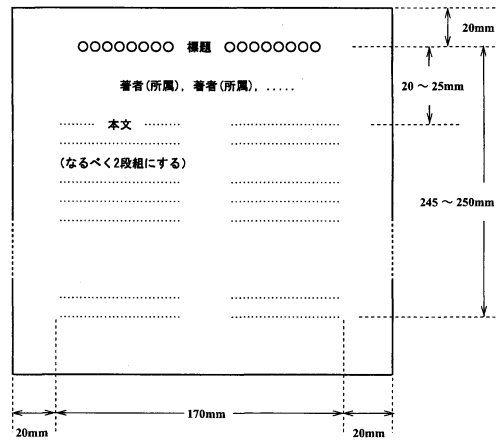 ○○○○○○○○ 標題 ○○○○○○○○
20mm
著者(所属), 著者(所属), .....
20 ～ 25mm
本文
(なるべく2段組にする)
245 ～ 250mm
170mm
20mm
20mm